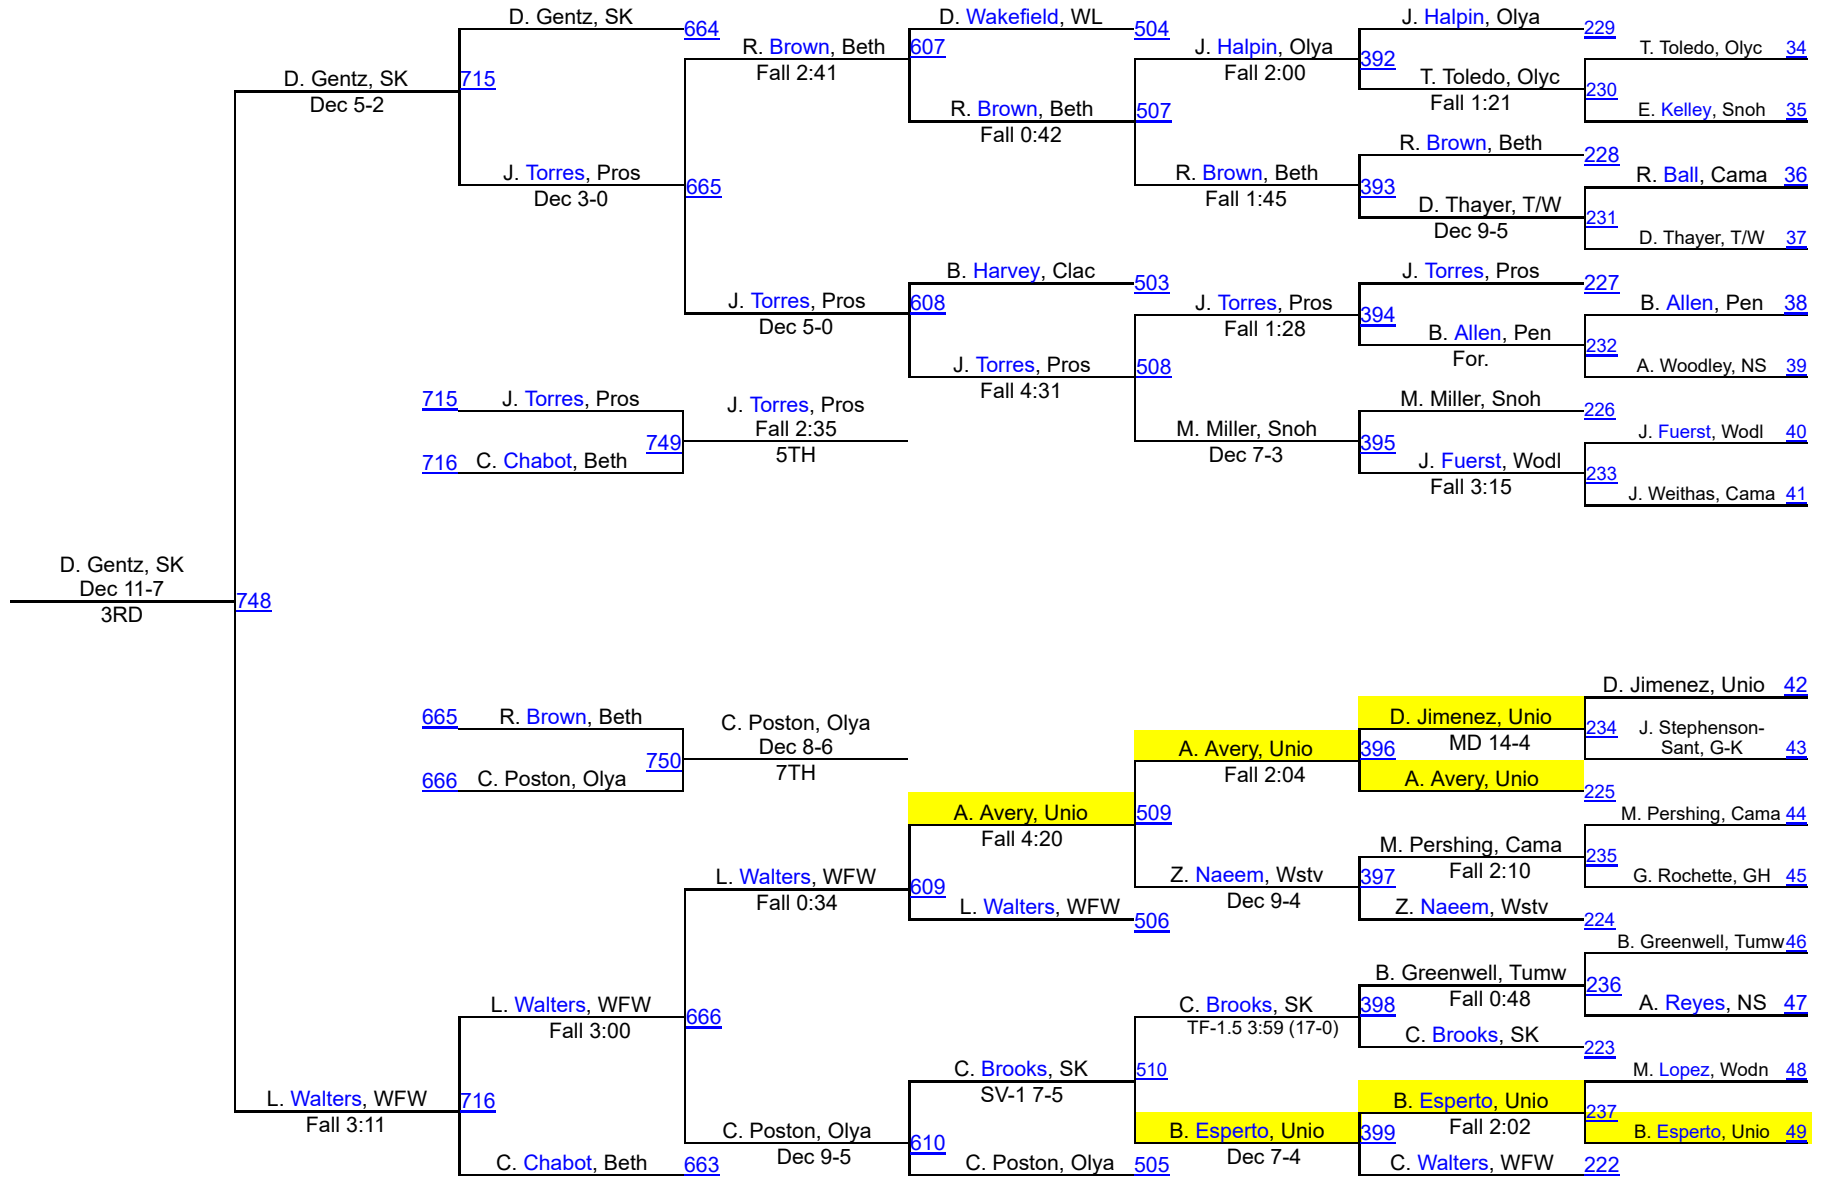 D. Gentz, SK
664
D. Wakefield, WL
504
J. Halpin, Olya
229
R. Brown, Beth
607
Fall 2:41
J. Halpin, Olya
392
Fall 2:00
T. Toledo, Olyc 34
D. Gentz, SK
715
Dec 5-2
T. Toledo, Olyc
230
Fall 1:21
R. Brown, Beth
507
Fall 0:42
E. Kelley, Snoh 35
R. Brown, Beth
228
J. Torres, Pros
665
Dec 3-0
R. Brown, Beth
393
Fall 1:45
R. Ball, Cama 36
D. Thayer, T/W
231
Dec 9-5
D. Thayer, T/W 37
B. Harvey, Clac
503
J. Torres, Pros
227
J. Torres, Pros
608
Dec 5-0
J. Torres, Pros
394
Fall 1:28
B. Allen, Pen 38
B. Allen, Pen
232
For.
J. Torres, Pros
508
Fall 4:31
A. Woodley, NS 39
715 J. Torres, Pros
J. Torres, Pros
Fall 2:35
749
5TH
M. Miller, Snoh
226
M. Miller, Snoh
395
Dec 7-3
J. Fuerst, Wodl 40
716 C. Chabot, Beth
J. Fuerst, Wodl
233
Fall 3:15
J. Weithas, Cama 41
D. Gentz, SK
Dec 11-7
748
3RD
D. Jimenez, Unio 42
665 R. Brown, Beth
C. Poston, Olya
Dec 8-6
750
7TH
D. Jimenez, Unio
234
MD 14-4
J. Stephenson-
Sant, G-K 43
A. Avery, Unio
396
Fall 2:04
666 C. Poston, Olya
A. Avery, Unio
225
A. Avery, Unio
509
Fall 4:20
M. Pershing, Cama 44
M. Pershing, Cama
235
Fall 2:10
L. Walters, WFW
609
Fall 0:34
Z. Naeem, Wstv
397
Dec 9-4
G. Rochette, GH 45
L. Walters, WFW
506
Z. Naeem, Wstv
224
B. Greenwell, Tumw 46
L. Walters, WFW
666
Fall 3:00
B. Greenwell, Tumw
236
Fall 0:48
C. Brooks, SK
398
TF-1.5 3:59 (17-0)
A. Reyes, NS 47
C. Brooks, SK
223
C. Brooks, SK
510
SV-1 7-5
M. Lopez, Wodn 48
L. Walters, WFW
716
Fall 3:11
B. Esperto, Unio
237
Fall 2:02
C. Poston, Olya
610
Dec 9-5
B. Esperto, Unio
399
Dec 7-4
B. Esperto, Unio 49
C. Chabot, Beth
663
C. Poston, Olya
505
C. Walters, WFW
222